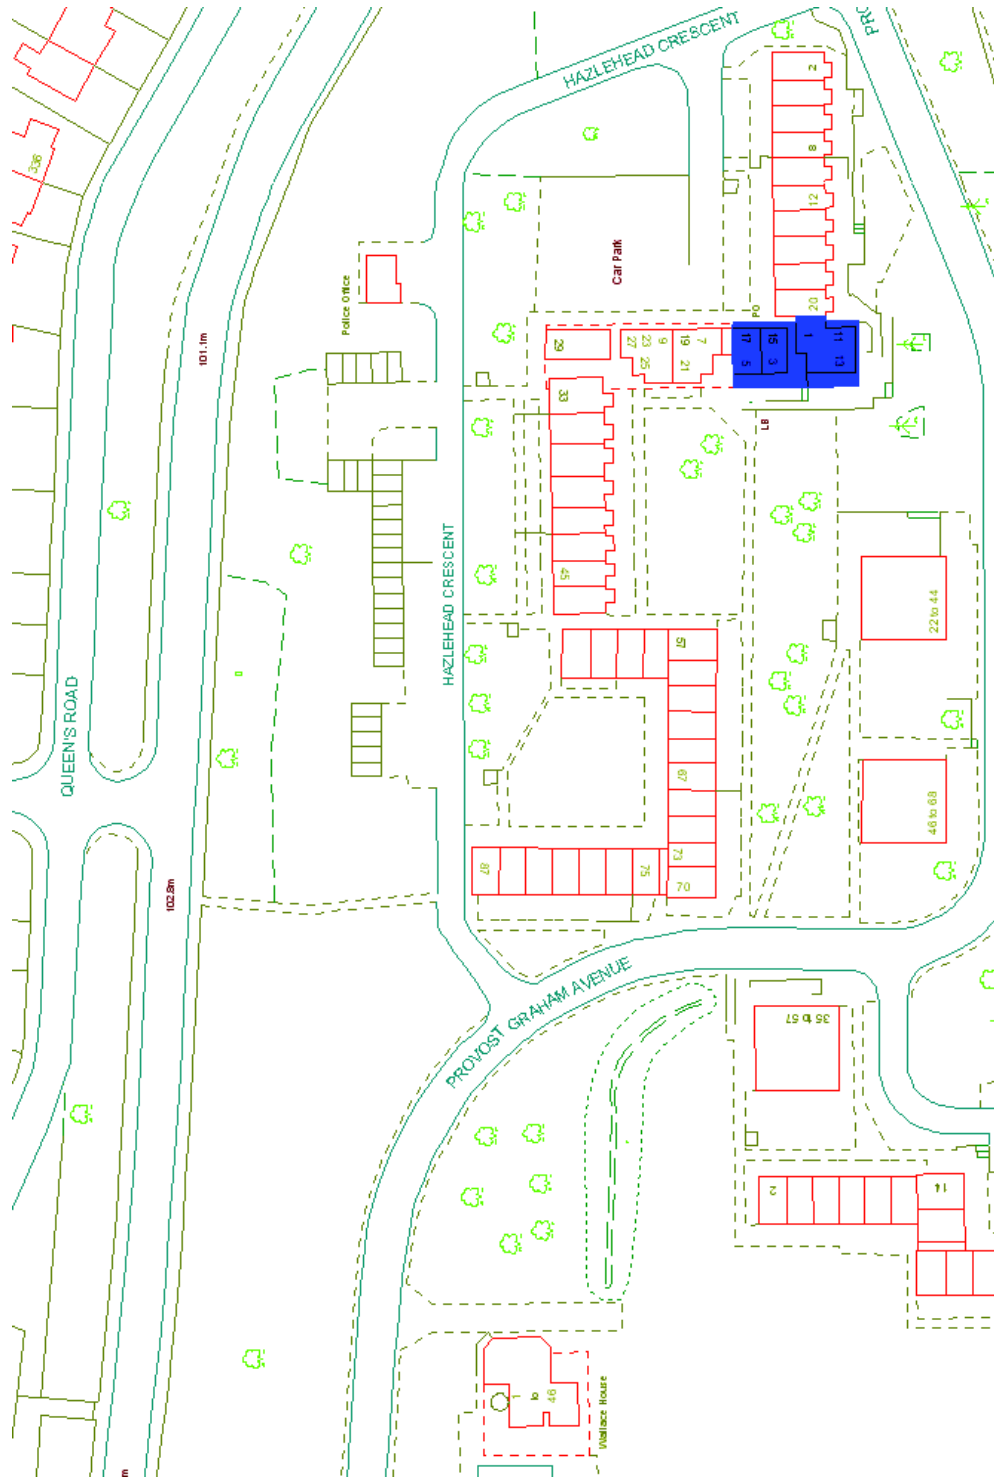 HAZLEHEAD CRESCENT
PRO
2
336
8
12
Car Park
20
Police Office
101.1m
PO
29
27
23
25
9
19
21
7
17
5
15
3
1
11
13
33
LB
HAZLEHEAD CRESCENT
45
22 to 44
57
QUEEN'S ROAD
67
46 to 68
87
75
73
70
102.8m
PROVOST GRAHAM AVENUE
35 to 57
2
14
1
to
46
Wallace House
m